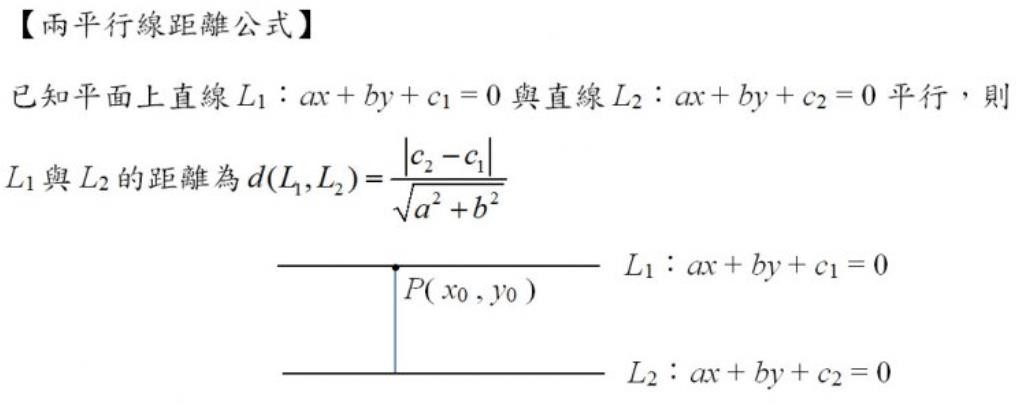 【兩平行線距離公式】
已知平面上直線 L₁：ax + by + c₁ = 0 與直線 L₂：ax + by + c₂ = 0 平行，則
L₁ 與 L₂ 的距離為 d(L₁, L₂) = |c₂ − c₁| / √(a² + b²)
L₁：ax + by + c₁ = 0
P( x₀ , y₀ )
L₂：ax + by + c₂ = 0